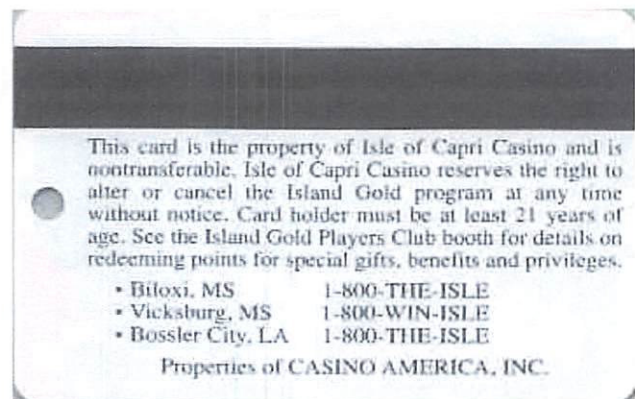 This card is the property of Isle of Capri Casino and is
nontransferable. Isle of Capri Casino reserves the right to
alter or cancel the Island Gold program at any time
without notice. Card holder must be at least 21 years of
age. See the Island Gold Players Club booth for details on
redeeming points for special gifts, benefits and privileges.
• Biloxi, MS 1-800-THE-ISLE
• Vicksburg, MS 1-800-WIN-ISLE
• Bossler City, LA 1-800-THE-ISLE
Properties of CASINO AMERICA, INC.